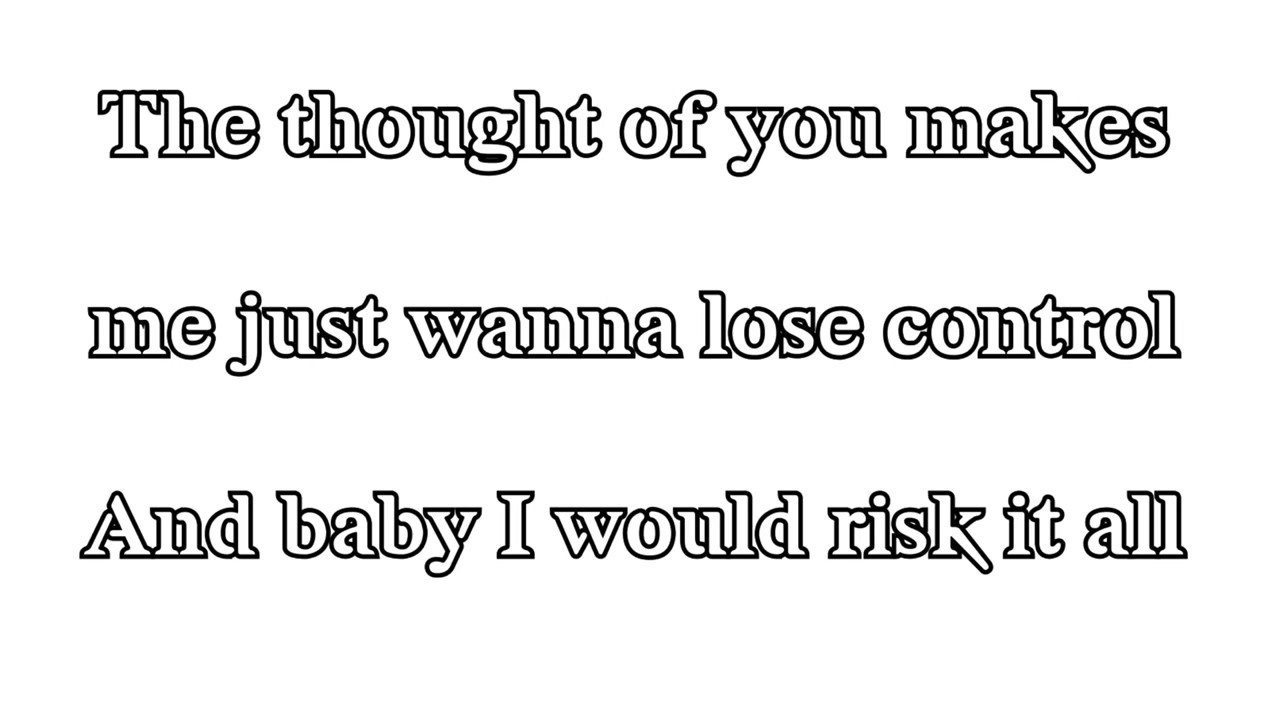 The thought of you makes
me just wanna lose control
And baby I would risk it all